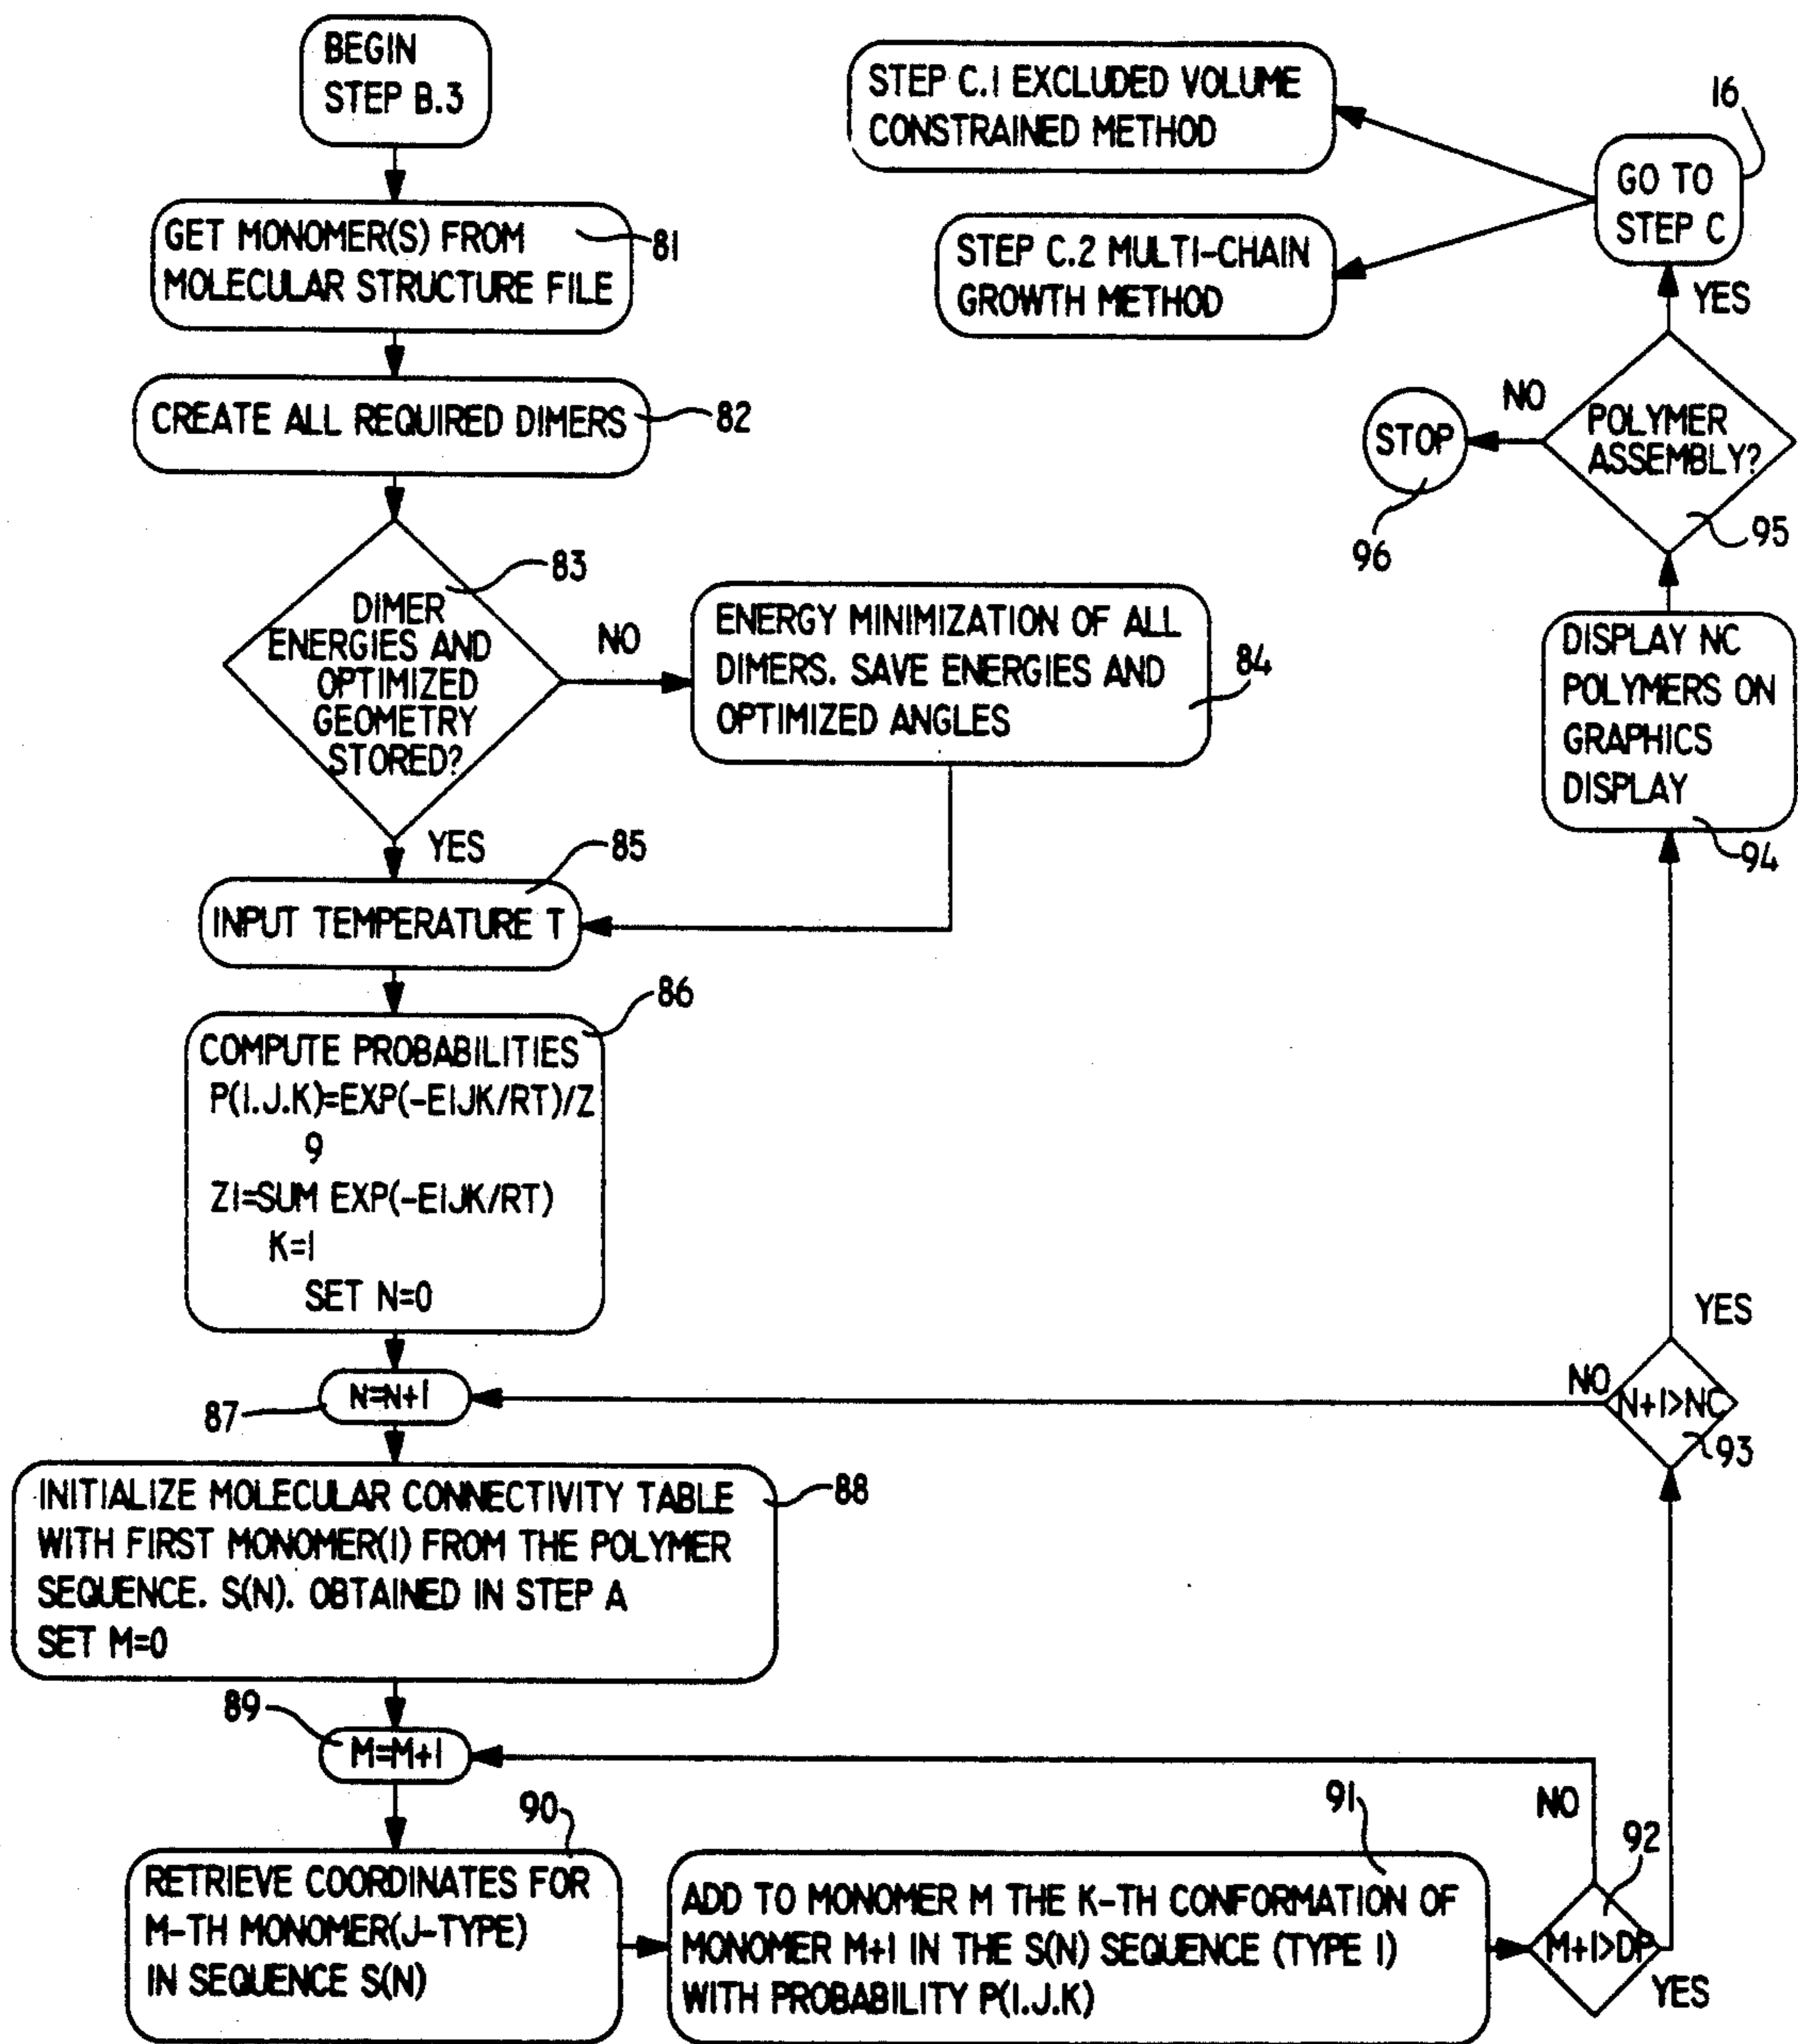 BEGIN
STEP B.3
GET MONOMER(S) FROM
MOLECULAR STRUCTURE FILE
81
CREATE ALL REQUIRED DIMERS
82
83
DIMER
ENERGIES AND
OPTIMIZED
GEOMETRY
STORED?
NO
ENERGY MINIMIZATION OF ALL
DIMERS. SAVE ENERGIES AND
OPTIMIZED ANGLES
84
YES
85
INPUT TEMPERATURE T
86
COMPUTE PROBABILITIES
P(I.J.K)=EXP(-EIJK/RT)/Z
9
ZI=SUM EXP(-EIJK/RT)
K=1
SET N=0
N=N+1
87
INITIALIZE MOLECULAR CONNECTIVITY TABLE
WITH FIRST MONOMER(I) FROM THE POLYMER
SEQUENCE. S(N). OBTAINED IN STEP A
SET M=0
88
89
M=M+1
90
RETRIEVE COORDINATES FOR
M-TH MONOMER(J-TYPE)
IN SEQUENCE S(N)
91
ADD TO MONOMER M THE K-TH CONFORMATION OF
MONOMER M+1 IN THE S(N) SEQUENCE (TYPE I)
WITH PROBABILITY P(I.J.K)
NO
92
M+1>DP
YES
NO
N+1>NC
93
YES
DISPLAY NC
POLYMERS ON
GRAPHICS
DISPLAY
94
POLYMER
ASSEMBLY?
95
NO
STOP
96
YES
GO TO
STEP C
16
STEP C.1 EXCLUDED VOLUME
CONSTRAINED METHOD
STEP C.2 MULTI-CHAIN
GROWTH METHOD